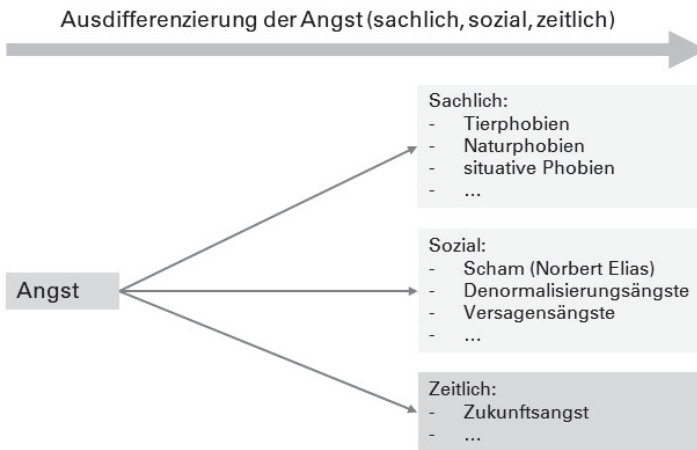 Ausdifferenzierung der Angst (sachlich, sozial, zeitlich)
Sachlich:
- Tierphobien
- Naturphobien
- situative Phobien
- ...
Angst
Sozial:
- Scham (Norbert Elias)
- Denormalisierungsängste
- Versagensängste
- ...
Zeitlich:
- Zukunftsangst
- ...